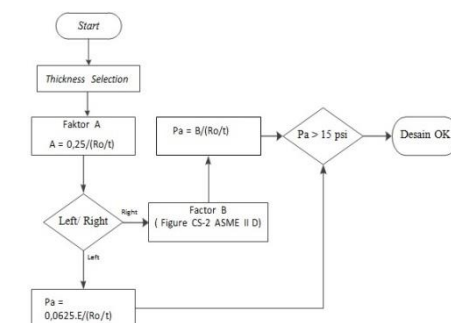 Start
Thickness Selection
Faktor A
A = 0,25/(Ro/t)
Left/ Right
Right
Left
Pa =
0,0625.E/(Ro/t)
Factor B
( Figure CS-2 ASME II D)
Pa = B/(Ro/t)
Pa > 15 psi
Desain OK